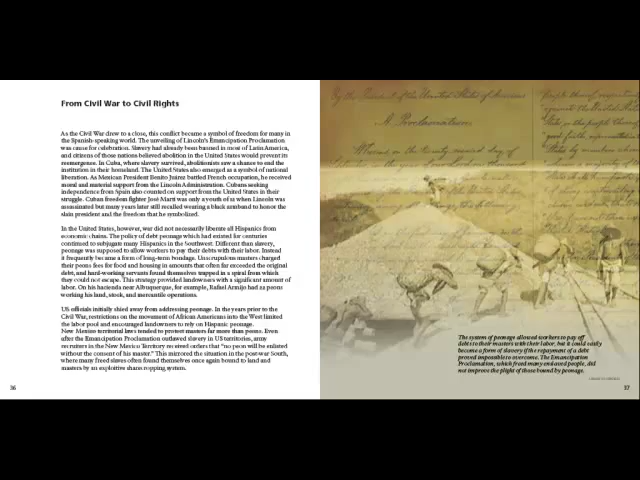 From Civil War to Civil Rights
As the Civil War drew to a close, this conflict became a symbol of freedom for many in
the Spanish-speaking world. The unveiling of Lincoln's Emancipation Proclamation
was cause for celebration. Slavery had already been banned in most of Latin America,
and citizens of those nations believed abolition in the United States would prevent its
reemergence. In Cuba, where slavery survived, abolitionists saw a chance to end the
institution in their homeland. The United States also emerged as a symbol of national
liberation. As Mexican President Benito Juárez battled French occupation, he received
moral and material support from the Lincoln Administration. Cubans seeking
independence from Spain also counted on support from the United States in their
struggle. Cuban freedom fighter José Martí was only a youth of 12 when Lincoln was
assassinated but many years later still recalled wearing a black armband to honor the
slain president and the freedom that he symbolized.
In the United States, however, war did not necessarily liberate all Hispanics from
economic chains. The policy of debt peonage which had existed for centuries
continued to subjugate many Hispanics in the Southwest. Different than slavery,
peonage was supposed to allow workers to pay their debts with their labor. Instead
it frequently became a form of long-term bondage. Unscrupulous masters charged
their peons fees for food and housing in amounts that often far exceeded the original
debt, and hard-working servants found themselves trapped in a spiral from which
they could not escape. This strategy provided landowners with a significant amount of
labor. On his hacienda near Albuquerque, for example, Rafael Armijo had 22 peons
working his land, stock, and mercantile operations.
US officials initially shied away from addressing peonage. In the years prior to the
Civil War, restrictions on the movement of African Americans into the West limited
the labor pool and encouraged landowners to rely on Hispanic peonage.
New Mexico territorial laws tended to protect masters far more than peons. Even
after the Emancipation Proclamation outlawed slavery in US territories, army
recruiters in the New Mexico Territory received orders that "no peon will be enlisted
without the consent of his master." This mirrored the situation in the post-war South,
where many freed slaves often found themselves once again bound to land and
masters by an exploitive share cropping system.
36
By the President of the United States of America
A Proclamation
Whereas on the twenty second day of
The system of peonage allowed workers to pay off
debts to their masters with their labor, but it could easily
become a form of slavery if the repayment of a debt
proved impossible to overcome. The Emancipation
Proclamation, which freed many enslaved people, did
not improve the plight of those bound by peonage.
37